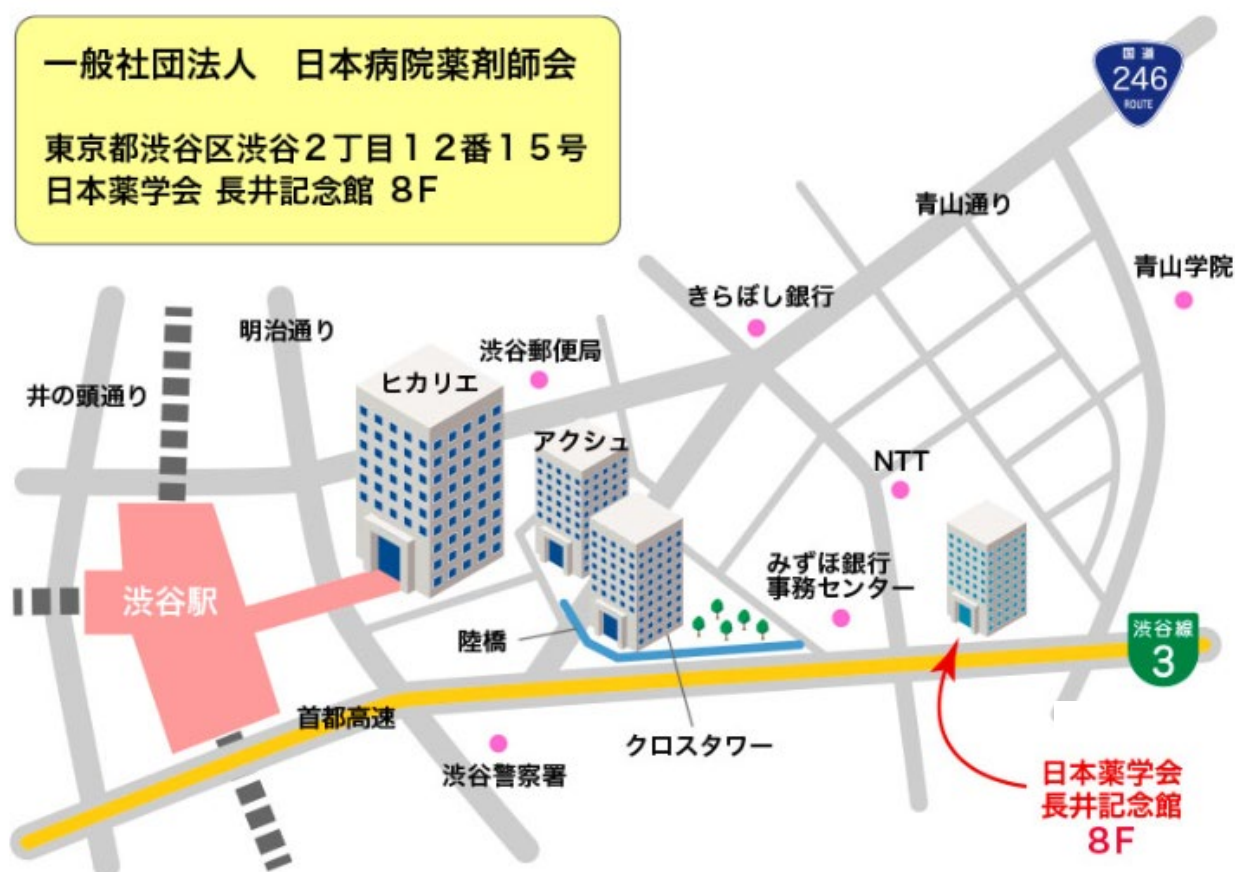 一般社団法人　日本病院薬剤師会
東京都渋谷区渋谷２丁目１２番１５号
日本薬学会 長井記念館 8F
国道
246
ROUTE
青山通り
青山学院
きらぼし銀行
明治通り
渋谷郵便局
井の頭通り
ヒカリエ
アクシュ
NTT
みずほ銀行
事務センター
渋谷駅
陸橋
渋谷線
3
首都高速
クロスタワー
渋谷警察署
日本薬学会
長井記念館
8F